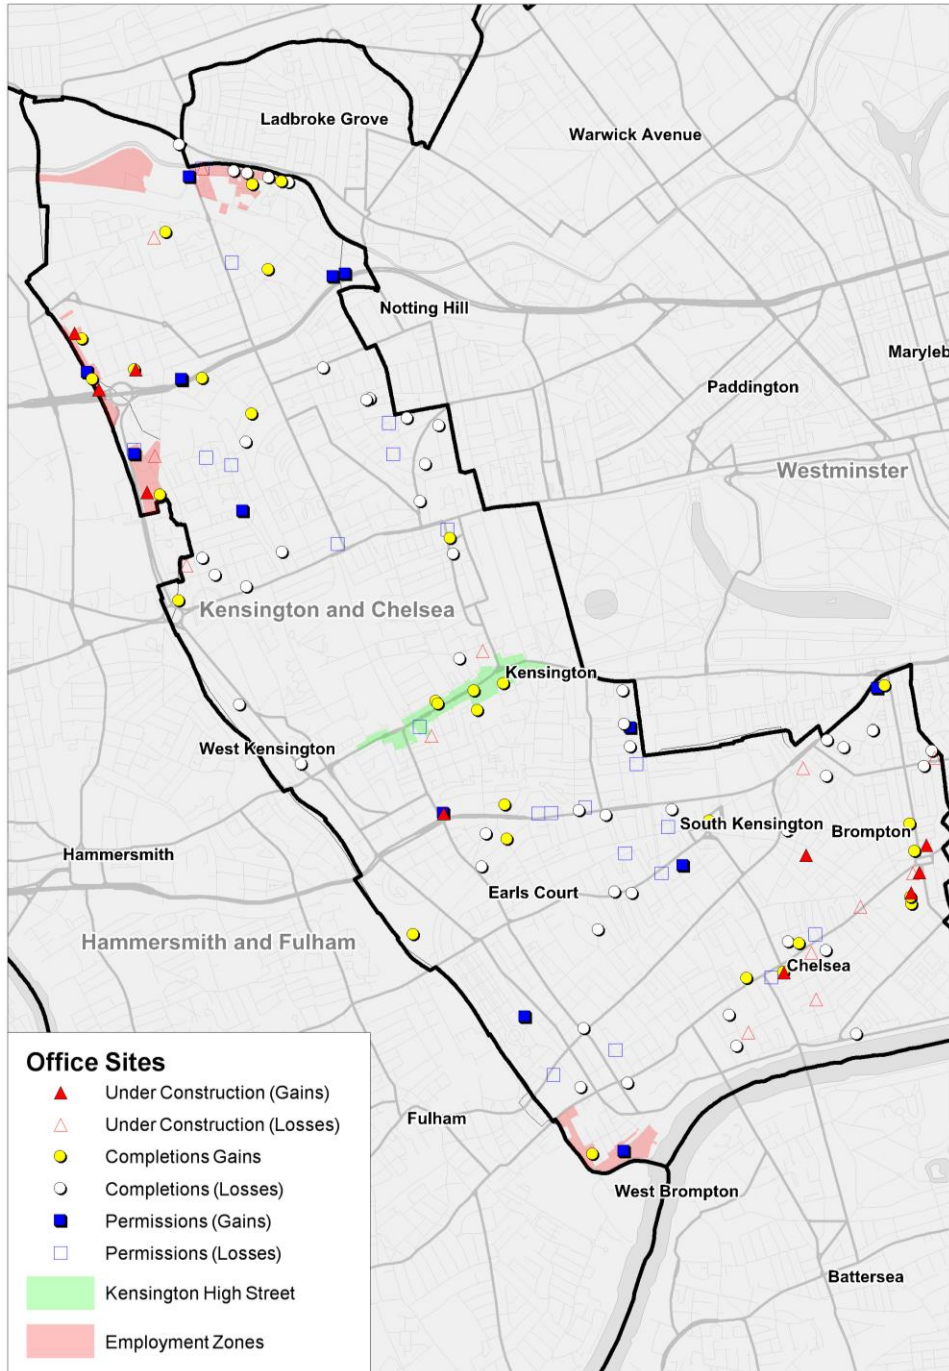 Ladbroke Grove
Warwick Avenue
Notting Hill
Maryleb
Paddington
Westminster
Kensington and Chelsea
Kensington
West Kensington
South Kensington
Brompton
Hammersmith
Earls Court
Hammersmith and Fulham
Chelsea
Office Sites
Under Construction (Gains)
Under Construction (Losses)
Completions Gains
Completions (Losses)
Permissions (Gains)
Permissions (Losses)
Kensington High Street
Employment Zones
Fulham
West Brompton
Battersea